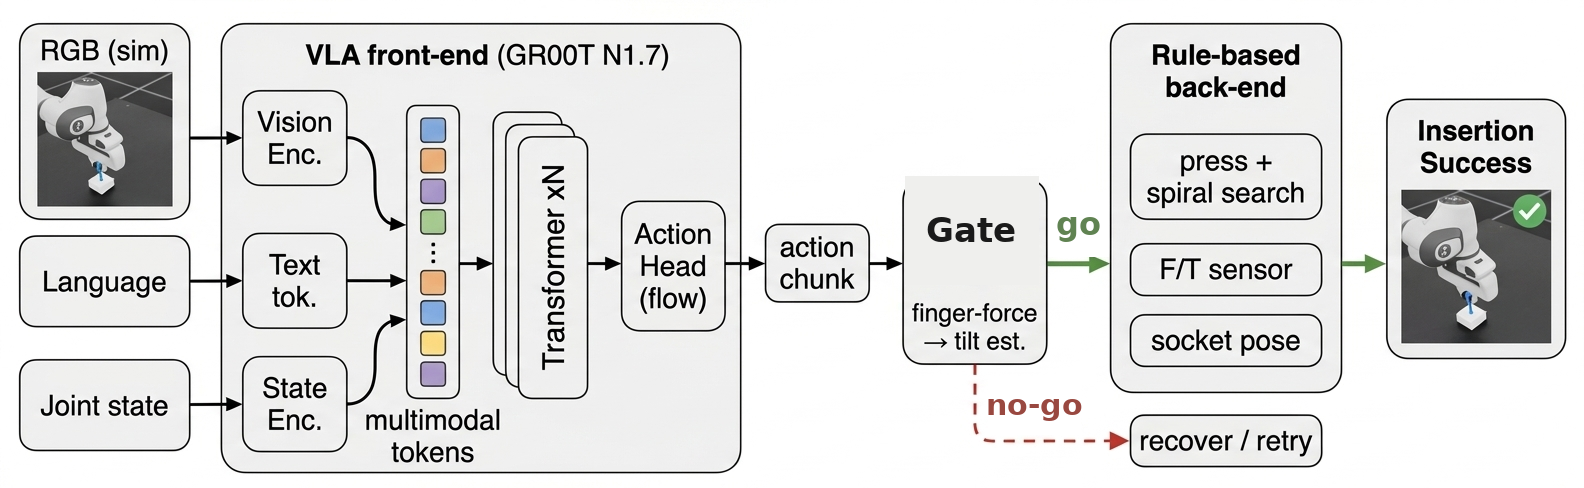 RGB (sim)
Language
Joint state
VLA front-end (GR00T N1.7)
Vision
Enc.
Text
tok.
State
Enc.
multimodal
tokens
Transformer xN
Action
Head
(flow)
action
chunk
Gate
finger-force
→ tilt est.
go
no-go
Rule-based
back-end
press +
spiral search
F/T sensor
socket pose
recover / retry
Insertion
Success